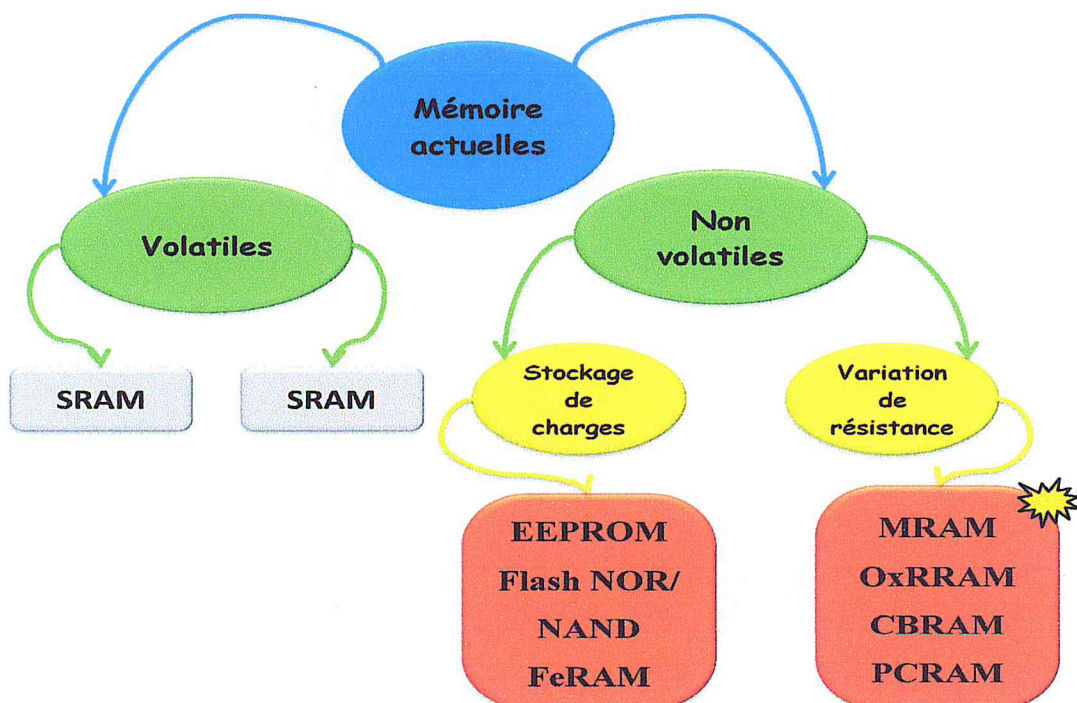 Mémoire
actuelles
Volatiles
Non
volatiles
SRAM
SRAM
Stockage
de
charges
Variation
de
résistance
EEPROM
Flash NOR/
NAND
FeRAM
MRAM
OxRRAM
CBRAM
PCRAM